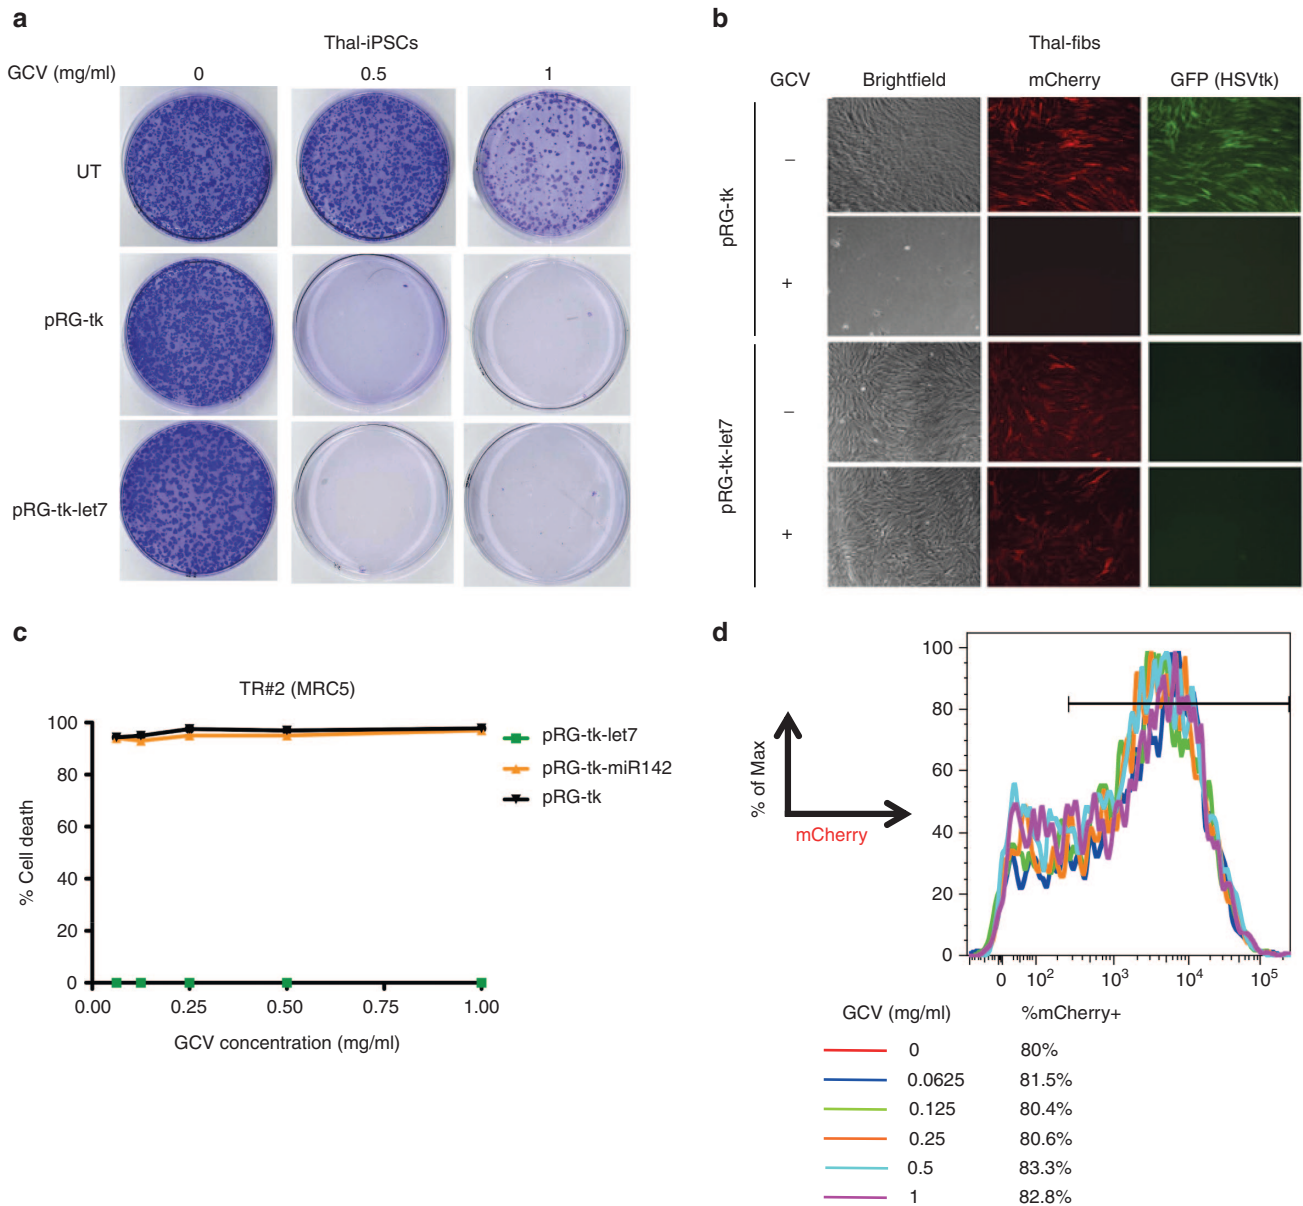 a
Thal-iPSCs
GCV (mg/ml) 0 0.5 1
UT
pRG-tk
pRG-tk-let7
b
Thal-fibs
GCV Brightfield mCherry GFP (HSVtk)
pRG-tk
–
+
pRG-tk-let7
–
+
c
TR#2 (MRC5)
% Cell death
100
80
60
40
20
0
0.00 0.25 0.50 0.75 1.00
GCV concentration (mg/ml)
pRG-tk-let7
pRG-tk-miR142
pRG-tk
d
% of Max
mCherry
100
80
60
40
20
0
0 10² 10³ 10⁴ 10⁵
GCV (mg/ml) %mCherry+
0 80%
0.0625 81.5%
0.125 80.4%
0.25 80.6%
0.5 83.3%
1 82.8%